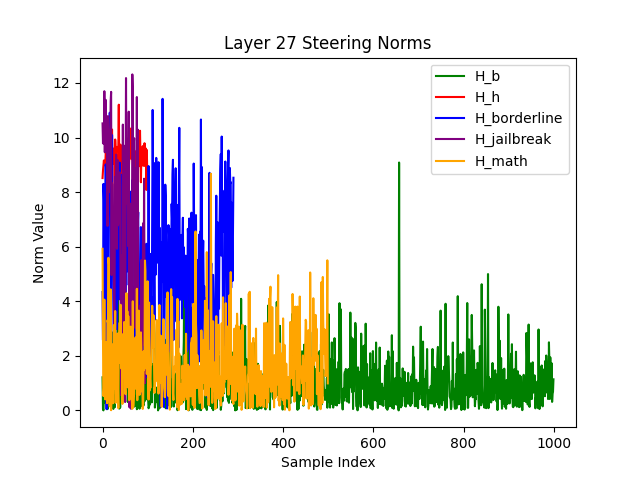 Layer 27 Steering Norms
H_b
H_h
H_borderline
H_jailbreak
H_math
Norm Value
12
10
8
6
4
2
0
0 200 400 600 800 1000
Sample Index